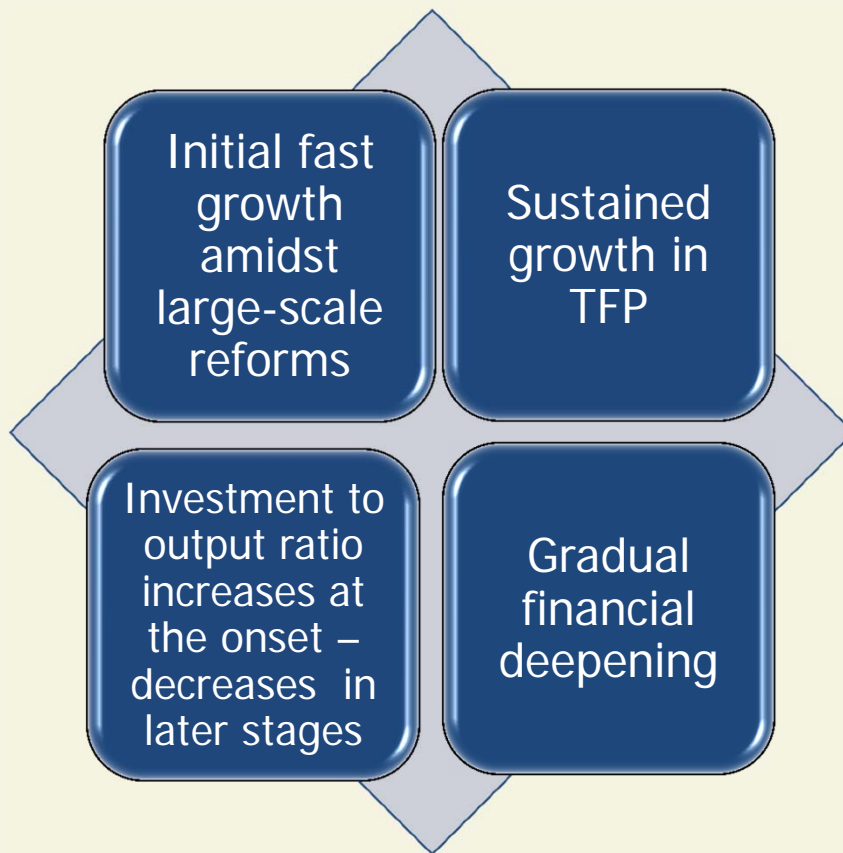 Initial fast
growth
amidst
large-scale
reforms
Sustained
growth in
TFP
Investment to
output ratio
increases at
the onset –
decreases  in
later stages
Gradual
financial
deepening